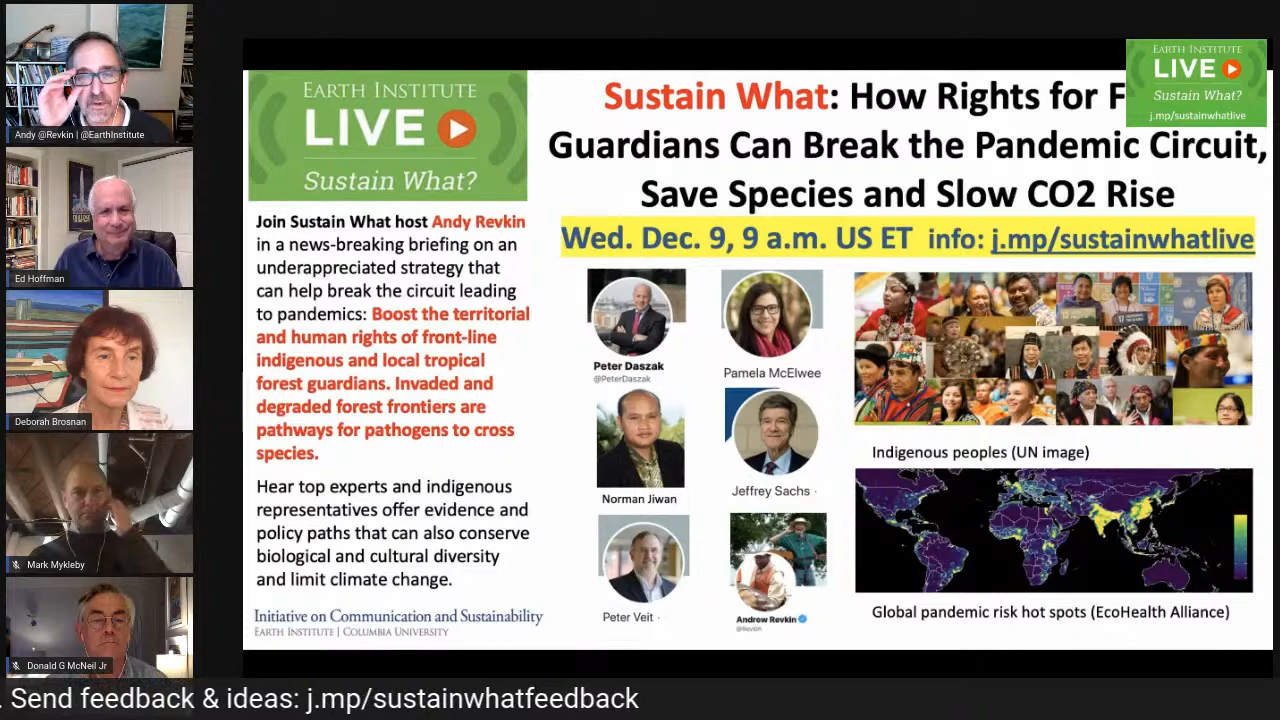 Andy @Revkin | @EarthInstitute
Ed Hoffman
Deborah Brosnan
Mark Mykleby
Donald G McNeil Jr
EARTH INSTITUTE
LIVE
Sustain What?
Join Sustain What host Andy Revkin
in a news-breaking briefing on an
underappreciated strategy that
can help break the circuit leading
to pandemics: Boost the territorial
and human rights of front-line
indigenous and local tropical
forest guardians. Invaded and
degraded forest frontiers are
pathways for pathogens to cross
species.
Hear top experts and indigenous
representatives offer evidence and
policy paths that can also conserve
biological and cultural diversity
and limit climate change.
Initiative on Communication and Sustainability
EARTH INSTITUTE | COLUMBIA UNIVERSITY
Sustain What: How Rights for F
Guardians Can Break the Pandemic Circuit,
Save Species and Slow CO2 Rise
Wed. Dec. 9, 9 a.m. US ET info: j.mp/sustainwhatlive
EARTH INSTITUTE
LIVE
Sustain What?
j.mp/sustainwhatlive
Peter Daszak
@PeterDaszak
Pamela McElwee
Norman Jiwan
Jeffrey Sachs ·
Peter Veit ·
Andrew Revkin
@Revkin
Indigenous peoples (UN image)
Global pandemic risk hot spots (EcoHealth Alliance)
. Send feedback & ideas: j.mp/sustainwhatfeedback